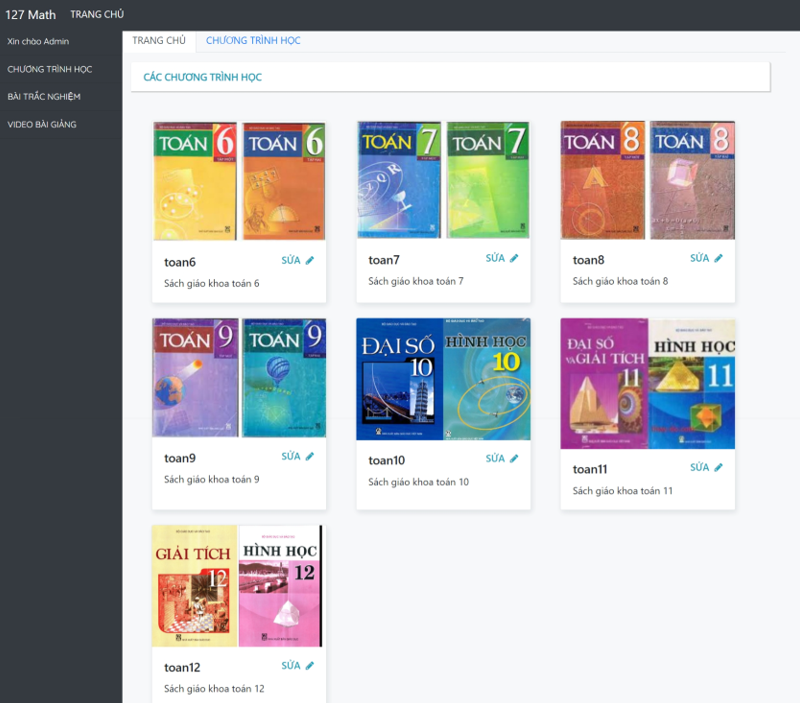 127 Math TRANG CHỦ
Xin chào Admin
CHƯƠNG TRÌNH HỌC
BÀI TRẮC NGHIỆM
VIDEO BÀI GIẢNG
TRANG CHỦ CHƯƠNG TRÌNH HỌC
CÁC CHƯƠNG TRÌNH HỌC
TOÁN 6
TOÁN 6
toan6 SỬA
Sách giáo khoa toán 6
TOÁN 7
TOÁN 7
toan7 SỬA
Sách giáo khoa toán 7
TOÁN 8
TOÁN 8
toan8 SỬA
Sách giáo khoa toán 8
TOÁN 9
TOÁN 9
toan9 SỬA
Sách giáo khoa toán 9
ĐẠI SỐ
10
HÌNH HỌC
10
toan10 SỬA
Sách giáo khoa toán 10
ĐẠI SỐ
VÀ GIẢI TÍCH
11
HÌNH HỌC
11
toan11 SỬA
Sách giáo khoa toán 11
GIẢI TÍCH
12
HÌNH HỌC
12
toan12 SỬA
Sách giáo khoa toán 12